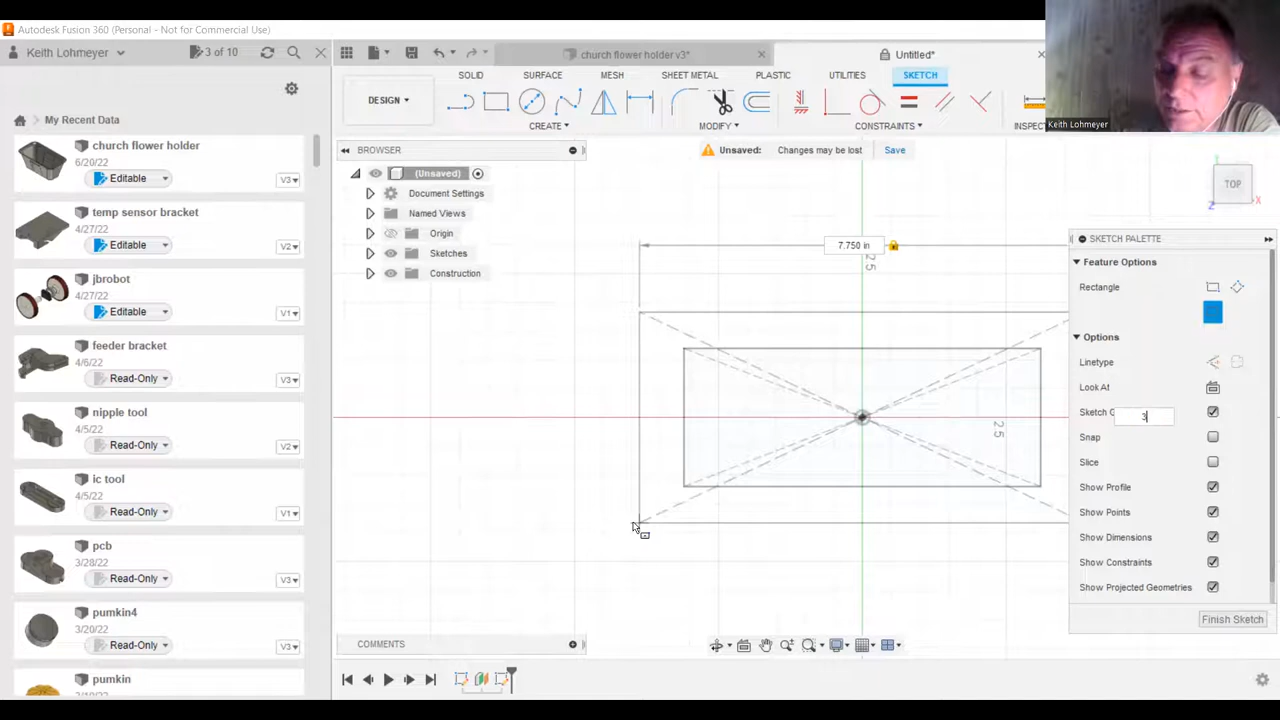 Autodesk Fusion 360 (Personal - Not for Commercial Use)
Keith Lohmeyer
3 of 10
church flower holder v3*
Untitled*
SOLID
SURFACE
MESH
SHEET METAL
PLASTIC
UTILITIES
SKETCH
DESIGN
CREATE
MODIFY
CONSTRAINTS
INSPECT
Keith Lohmeyer
My Recent Data
church flower holder
6/20/22
Editable
V3
temp sensor bracket
4/27/22
Editable
V2
jbrobot
4/27/22
Editable
V1
feeder bracket
4/6/22
Read-Only
V3
nipple tool
4/5/22
Read-Only
V2
ic tool
4/5/22
Read-Only
V1
pcb
3/28/22
Read-Only
V3
pumkin4
3/20/22
Read-Only
V3
pumkin
BROWSER
(Unsaved)
Document Settings
Named Views
Origin
Sketches
Construction
Unsaved:
Changes may be lost
Save
TOP
Z
X
7.750 in
2.5
2.5
SKETCH PALETTE
Feature Options
Rectangle
Options
Linetype
Look At
Sketch G
3
Snap
Slice
Show Profile
Show Points
Show Dimensions
Show Constraints
Show Projected Geometries
Finish Sketch
COMMENTS